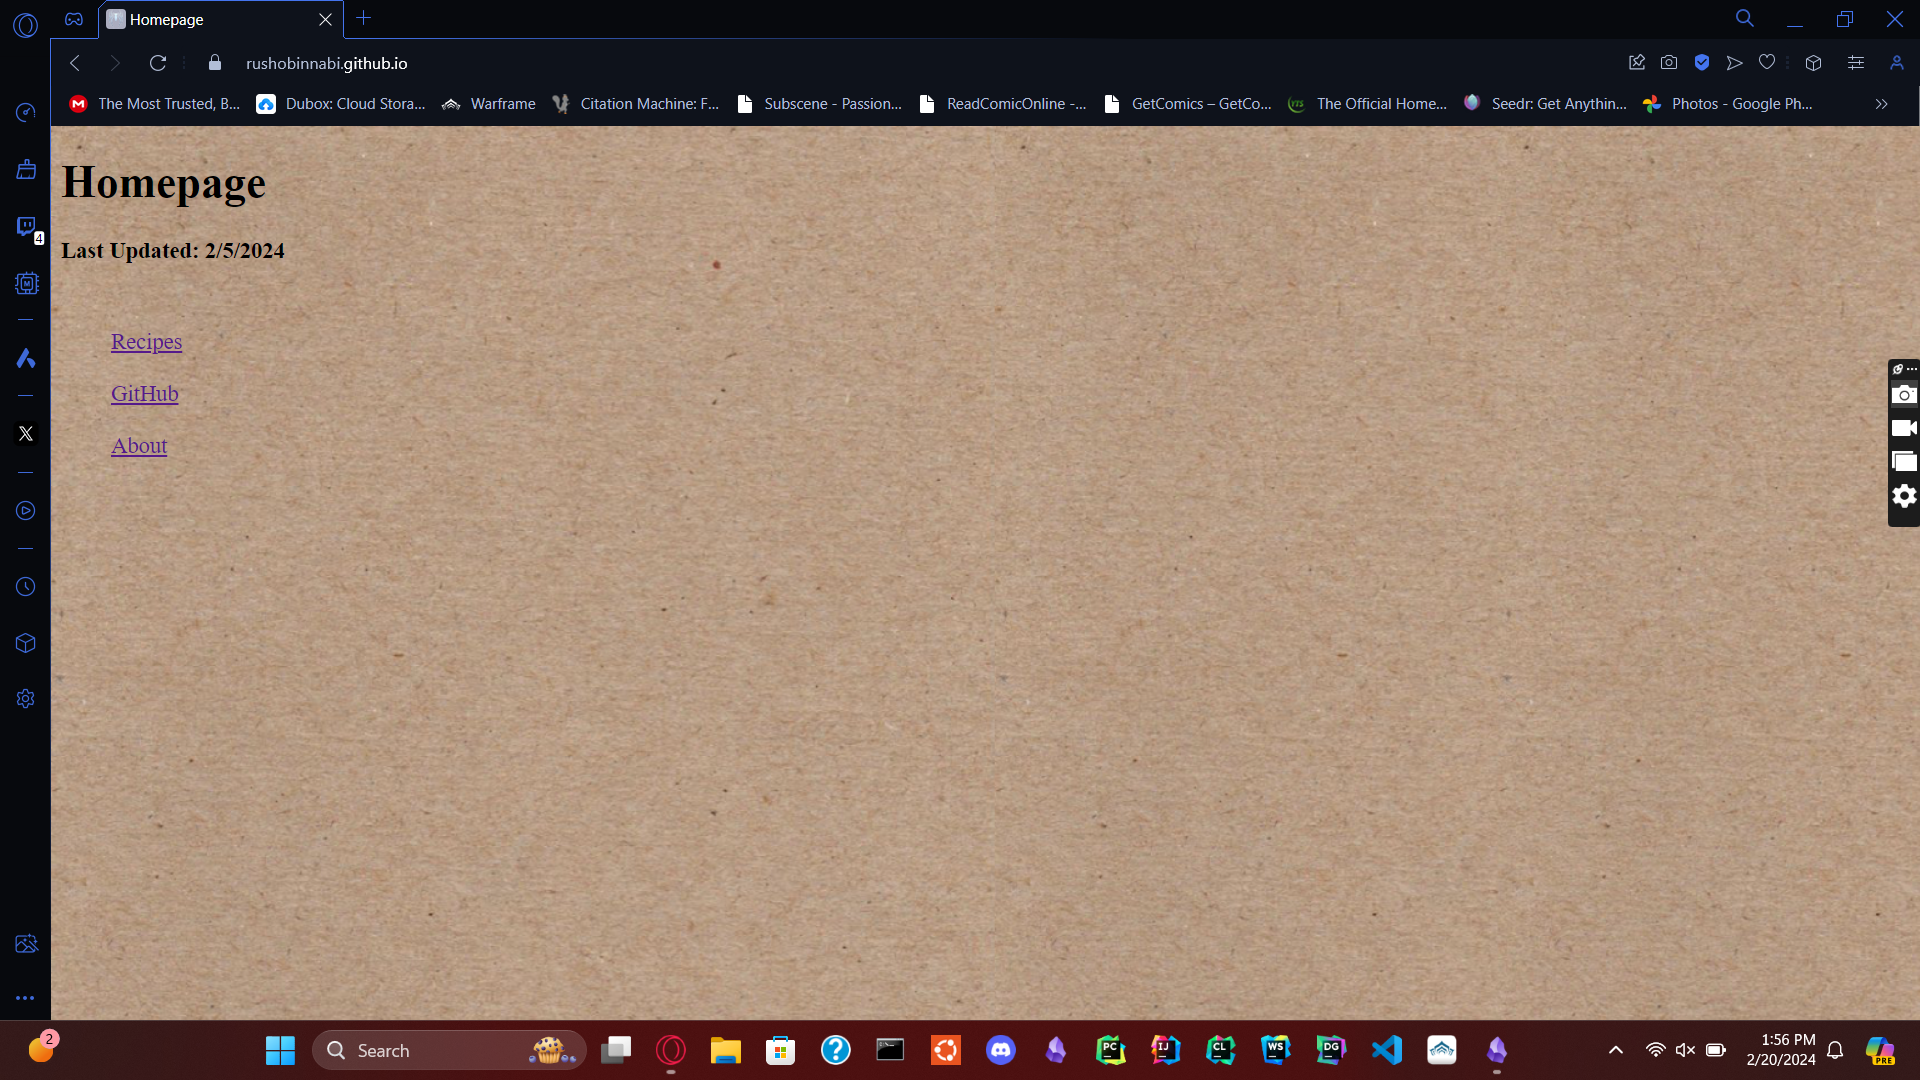 Homepage
rushobinnabi.github.io
The Most Trusted, B... Dubox: Cloud Stora... Warframe Citation Machine: F... Subscene - Passion... ReadComicOnline -... GetComics – GetCo... The Official Home... Seedr: Get Anythin... Photos - Google Ph...
Homepage
Last Updated: 2/5/2024
Recipes
GitHub
About
4
M
2
Search
PC
IJ
CL
WS
DG
1:56 PM
2/20/2024
PRE